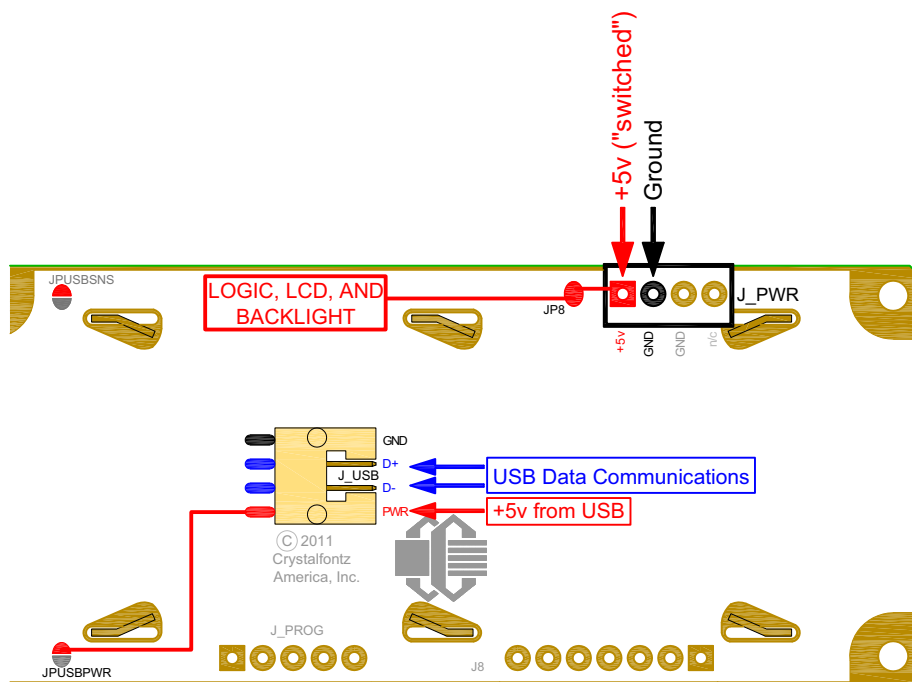 +5v ("switched")
Ground
JPUSBSNS
LOGIC, LCD, AND
BACKLIGHT
JP8
J_PWR
+5v
GND
GND
n/c
GND
D+
J_USB
D-
PWR
USB Data Communications
+5v from USB
© 2011
Crystalfontz
America, Inc.
J_PROG
J8
JPUSBPWR